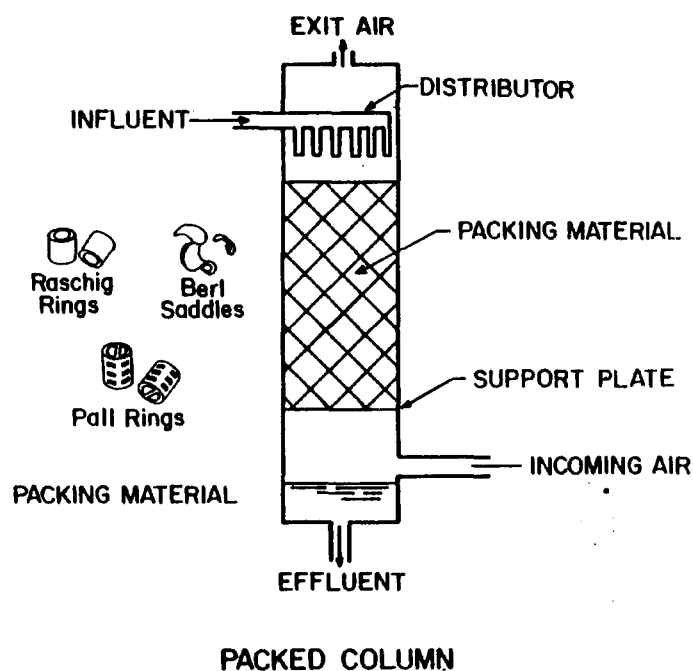 EXIT AIR
DISTRIBUTOR
INFLUENT
PACKING MATERIAL
Raschig
Rings
Berl
Saddles
SUPPORT PLATE
Pall Rings
INCOMING AIR
PACKING MATERIAL
EFFLUENT
PACKED COLUMN